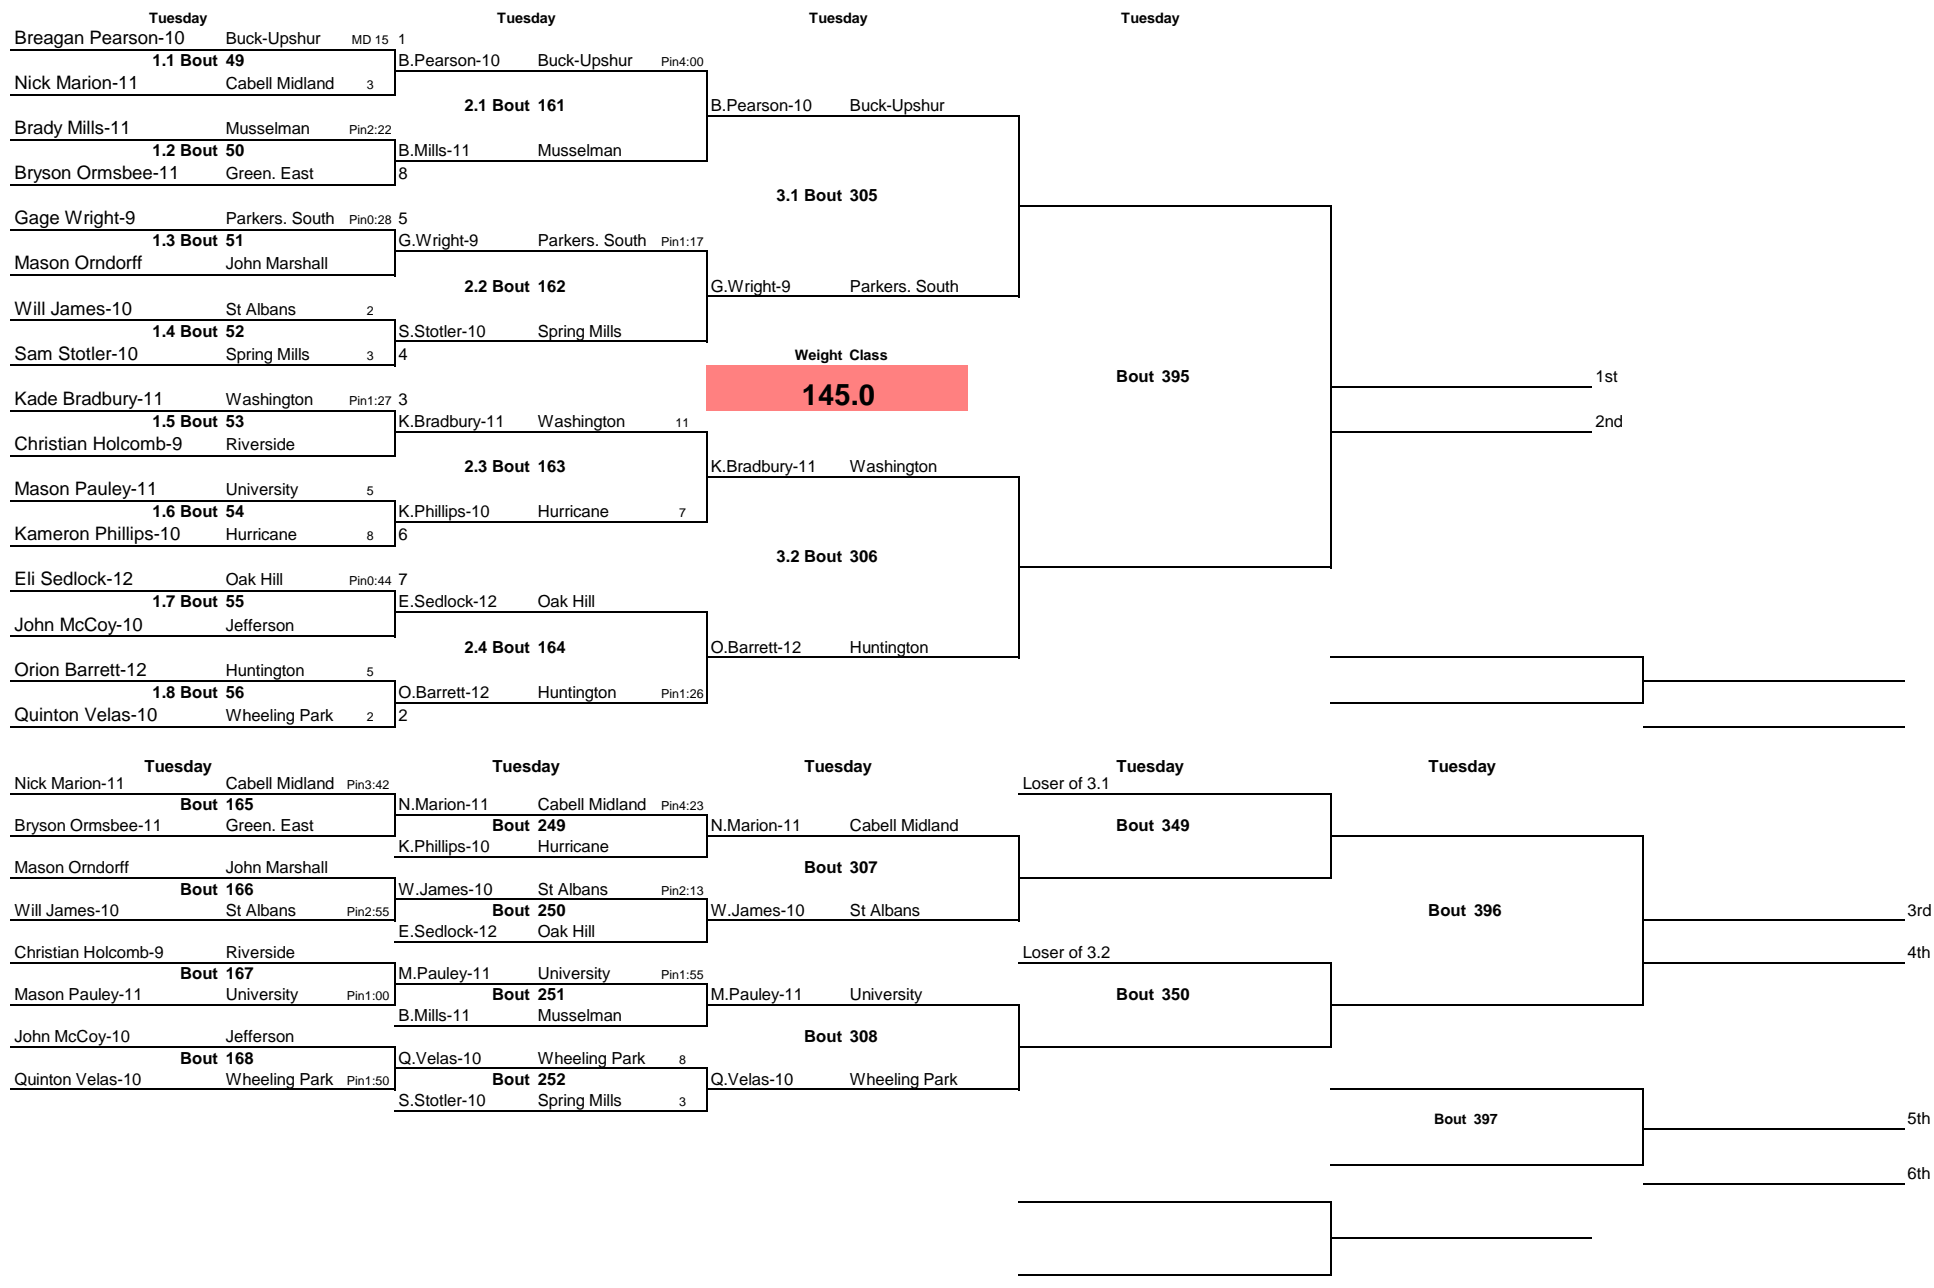 Tuesday Tuesday Tuesday Tuesday
Breagan Pearson-10 Buck-Upshur MD 15 1
1.1 Bout 49 B.Pearson-10 Buck-Upshur Pin4:00
Nick Marion-11 Cabell Midland 3
2.1 Bout 161 B.Pearson-10 Buck-Upshur
Brady Mills-11 Musselman Pin2:22
1.2 Bout 50 B.Mills-11 Musselman
Bryson Ormsbee-11 Green. East 8
3.1 Bout 305
Gage Wright-9 Parkers. South Pin0:28 5
1.3 Bout 51 G.Wright-9 Parkers. South Pin1:17
Mason Orndorff John Marshall
2.2 Bout 162 G.Wright-9 Parkers. South
Will James-10 St Albans 2
1.4 Bout 52 S.Stotler-10 Spring Mills
Sam Stotler-10 Spring Mills 3 4 Weight Class
Bout 395 1st
145.0
Kade Bradbury-11 Washington Pin1:27 3
1.5 Bout 53 K.Bradbury-11 Washington 11 2nd
Christian Holcomb-9 Riverside
2.3 Bout 163 K.Bradbury-11 Washington
Mason Pauley-11 University 5
1.6 Bout 54 K.Phillips-10 Hurricane 7
Kameron Phillips-10 Hurricane 8 6
3.2 Bout 306
Eli Sedlock-12 Oak Hill Pin0:44 7
1.7 Bout 55 E.Sedlock-12 Oak Hill
John McCoy-10 Jefferson
2.4 Bout 164 O.Barrett-12 Huntington
Orion Barrett-12 Huntington 5
1.8 Bout 56 O.Barrett-12 Huntington Pin1:26
Quinton Velas-10 Wheeling Park 2 2
Tuesday Tuesday Tuesday Tuesday Tuesday
Nick Marion-11 Cabell Midland Pin3:42 Loser of 3.1
Bout 165 N.Marion-11 Cabell Midland Pin4:23
Bryson Ormsbee-11 Green. East Bout 249 N.Marion-11 Cabell Midland Bout 349
K.Phillips-10 Hurricane
Mason Orndorff John Marshall Bout 307
Bout 166 W.James-10 St Albans Pin2:13
Will James-10 St Albans Pin2:55 Bout 250 W.James-10 St Albans Bout 396 3rd
E.Sedlock-12 Oak Hill
Christian Holcomb-9 Riverside Loser of 3.2 4th
Bout 167 M.Pauley-11 University Pin1:55
Mason Pauley-11 University Pin1:00 Bout 251 M.Pauley-11 University Bout 350
B.Mills-11 Musselman
John McCoy-10 Jefferson Bout 308
Bout 168 Q.Velas-10 Wheeling Park 8
Quinton Velas-10 Wheeling Park Pin1:50 Bout 252 Q.Velas-10 Wheeling Park
S.Stotler-10 Spring Mills 3
Bout 397 5th
6th